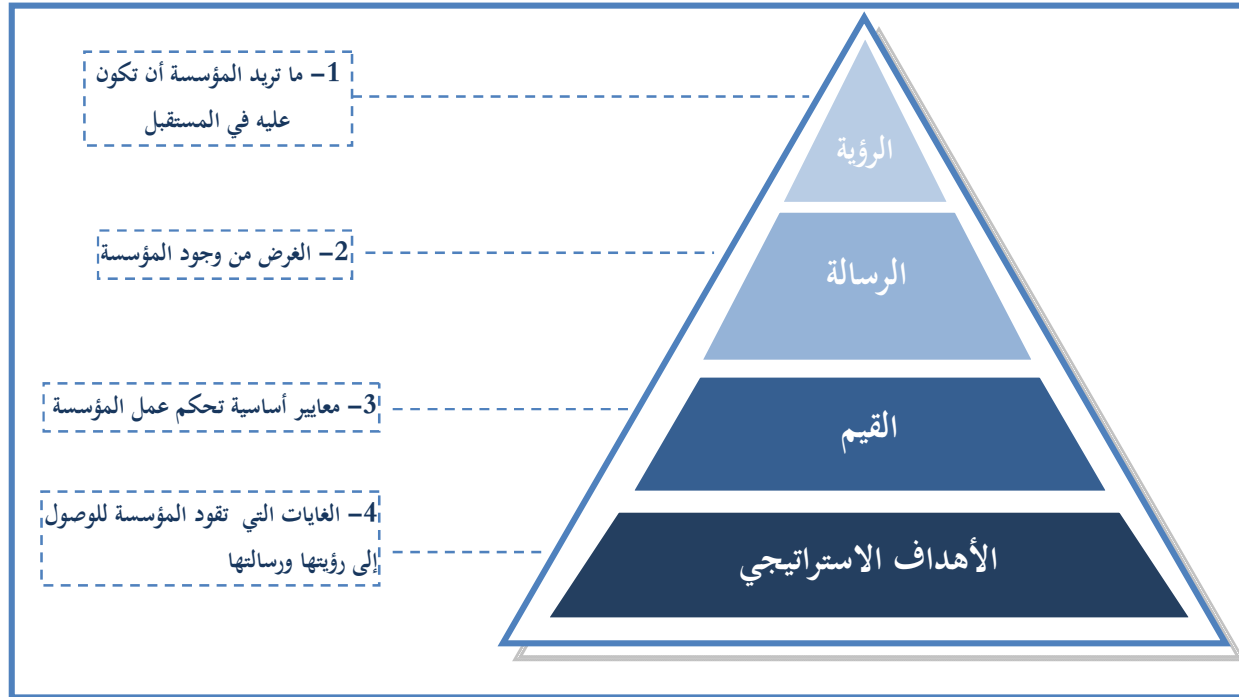 1- ما تريد المؤسسة أن تكون
عليه في المستقبل
الرؤية
2- الغرض من وجود المؤسسة
الرسالة
3- معايير أساسية تحكم عمل المؤسسة
القيم
4- الغايات التي تقود المؤسسة للوصول
إلى رؤيتها ورسالتها
الأهداف الاستراتيجي